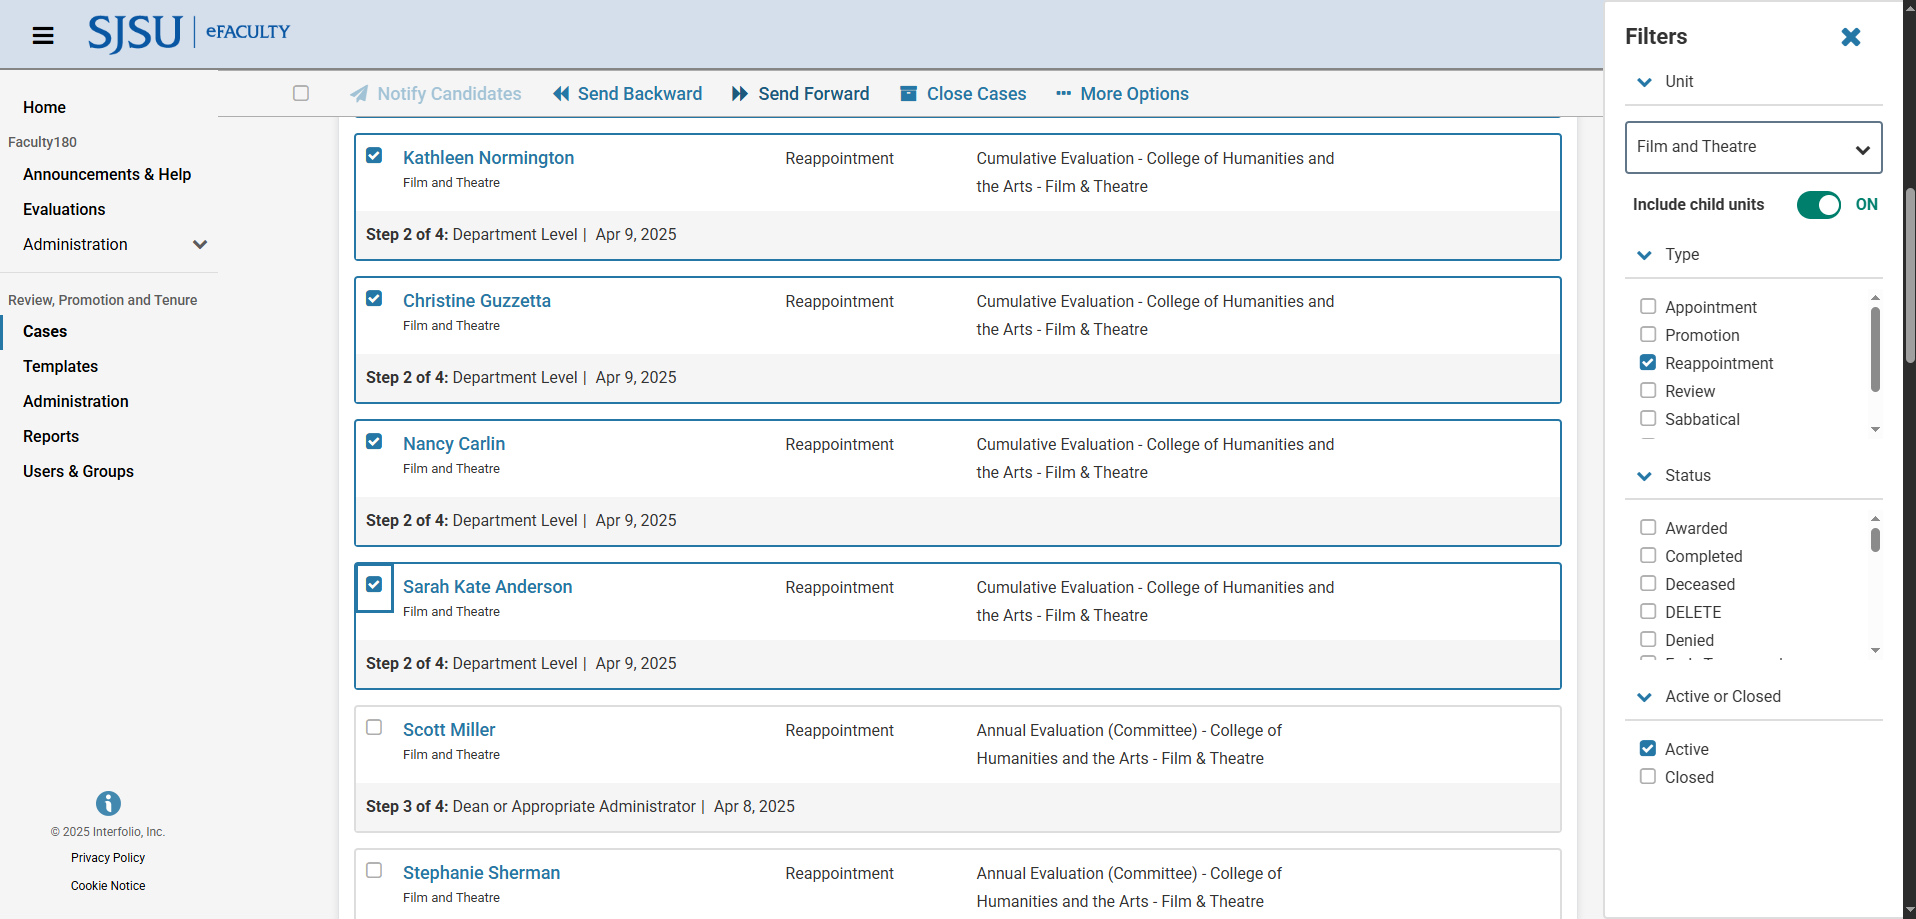 SJSU eFACULTY
Home
Faculty180
Announcements & Help
Evaluations
Administration
Review, Promotion and Tenure
Cases
Templates
Administration
Reports
Users & Groups
© 2025 Interfolio, Inc.
Privacy Policy
Cookie Notice
Notify Candidates Send Backward Send Forward Close Cases More Options
Kathleen Normington Reappointment Cumulative Evaluation - College of Humanities and
Film and Theatre the Arts - Film & Theatre
Step 2 of 4: Department Level | Apr 9, 2025
Christine Guzzetta Reappointment Cumulative Evaluation - College of Humanities and
Film and Theatre the Arts - Film & Theatre
Step 2 of 4: Department Level | Apr 9, 2025
Nancy Carlin Reappointment Cumulative Evaluation - College of Humanities and
Film and Theatre the Arts - Film & Theatre
Step 2 of 4: Department Level | Apr 9, 2025
Sarah Kate Anderson Reappointment Cumulative Evaluation - College of Humanities and
Film and Theatre the Arts - Film & Theatre
Step 2 of 4: Department Level | Apr 9, 2025
Scott Miller Reappointment Annual Evaluation (Committee) - College of
Film and Theatre Humanities and the Arts - Film & Theatre
Step 3 of 4: Dean or Appropriate Administrator | Apr 8, 2025
Stephanie Sherman Reappointment Annual Evaluation (Committee) - College of
Film and Theatre Humanities and the Arts - Film & Theatre
Filters
Unit
Film and Theatre
Include child units ON
Type
Appointment
Promotion
Reappointment
Review
Sabbatical
Status
Awarded
Completed
Deceased
DELETE
Denied
Active or Closed
Active
Closed